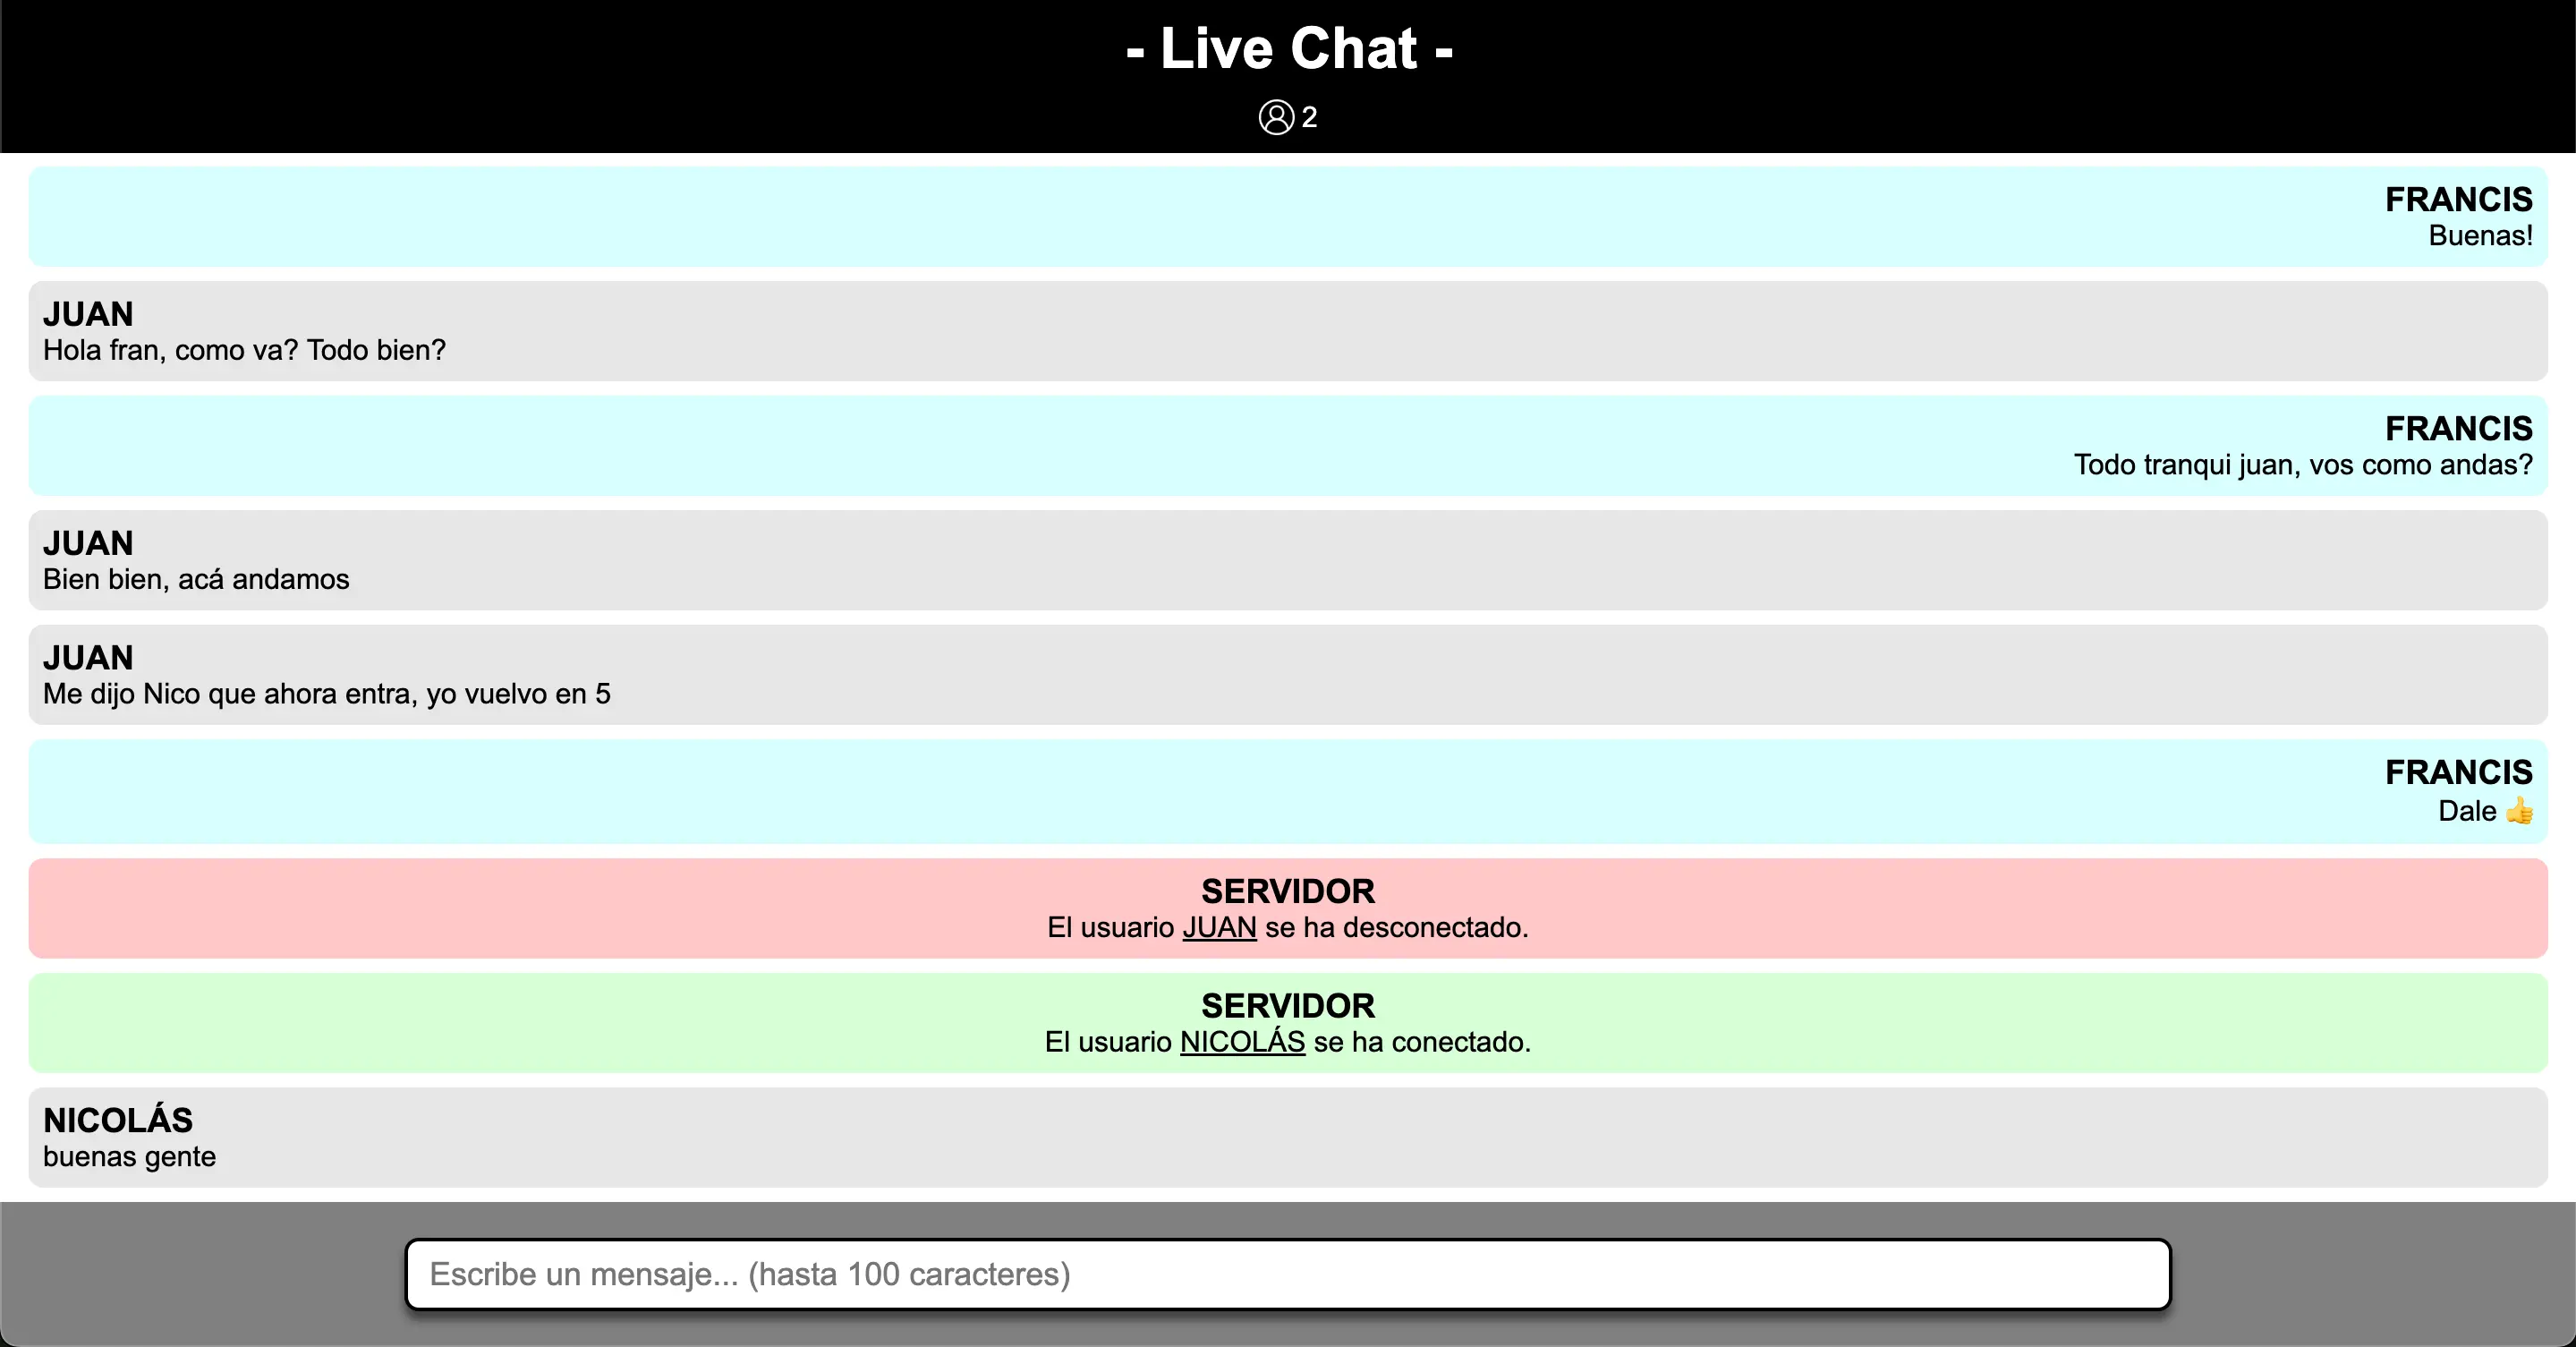 - Live Chat -
2
FRANCIS
Buenas!
JUAN
Hola fran, como va? Todo bien?
FRANCIS
Todo tranqui juan, vos como andas?
JUAN
Bien bien, acá andamos
JUAN
Me dijo Nico que ahora entra, yo vuelvo en 5
FRANCIS
Dale 👍
SERVIDOR
El usuario JUAN se ha desconectado.
SERVIDOR
El usuario NICOLÁS se ha conectado.
NICOLÁS
buenas gente
Escribe un mensaje... (hasta 100 caracteres)